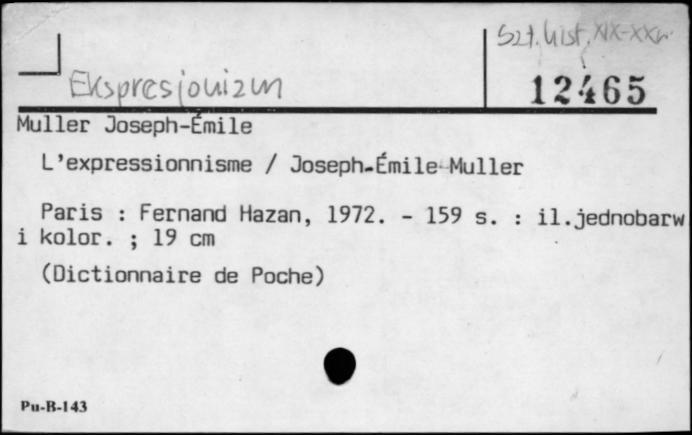 Szt. hist. XIX-XXw.
Ekspresjonizm
12465
Muller Joseph-Émile
L'expressionnisme / Joseph-Émile Muller
Paris : Fernand Hazan, 1972. - 159 s. : il.jednobarw
i kolor. ; 19 cm
(Dictionnaire de Poche)
Pu-B-143